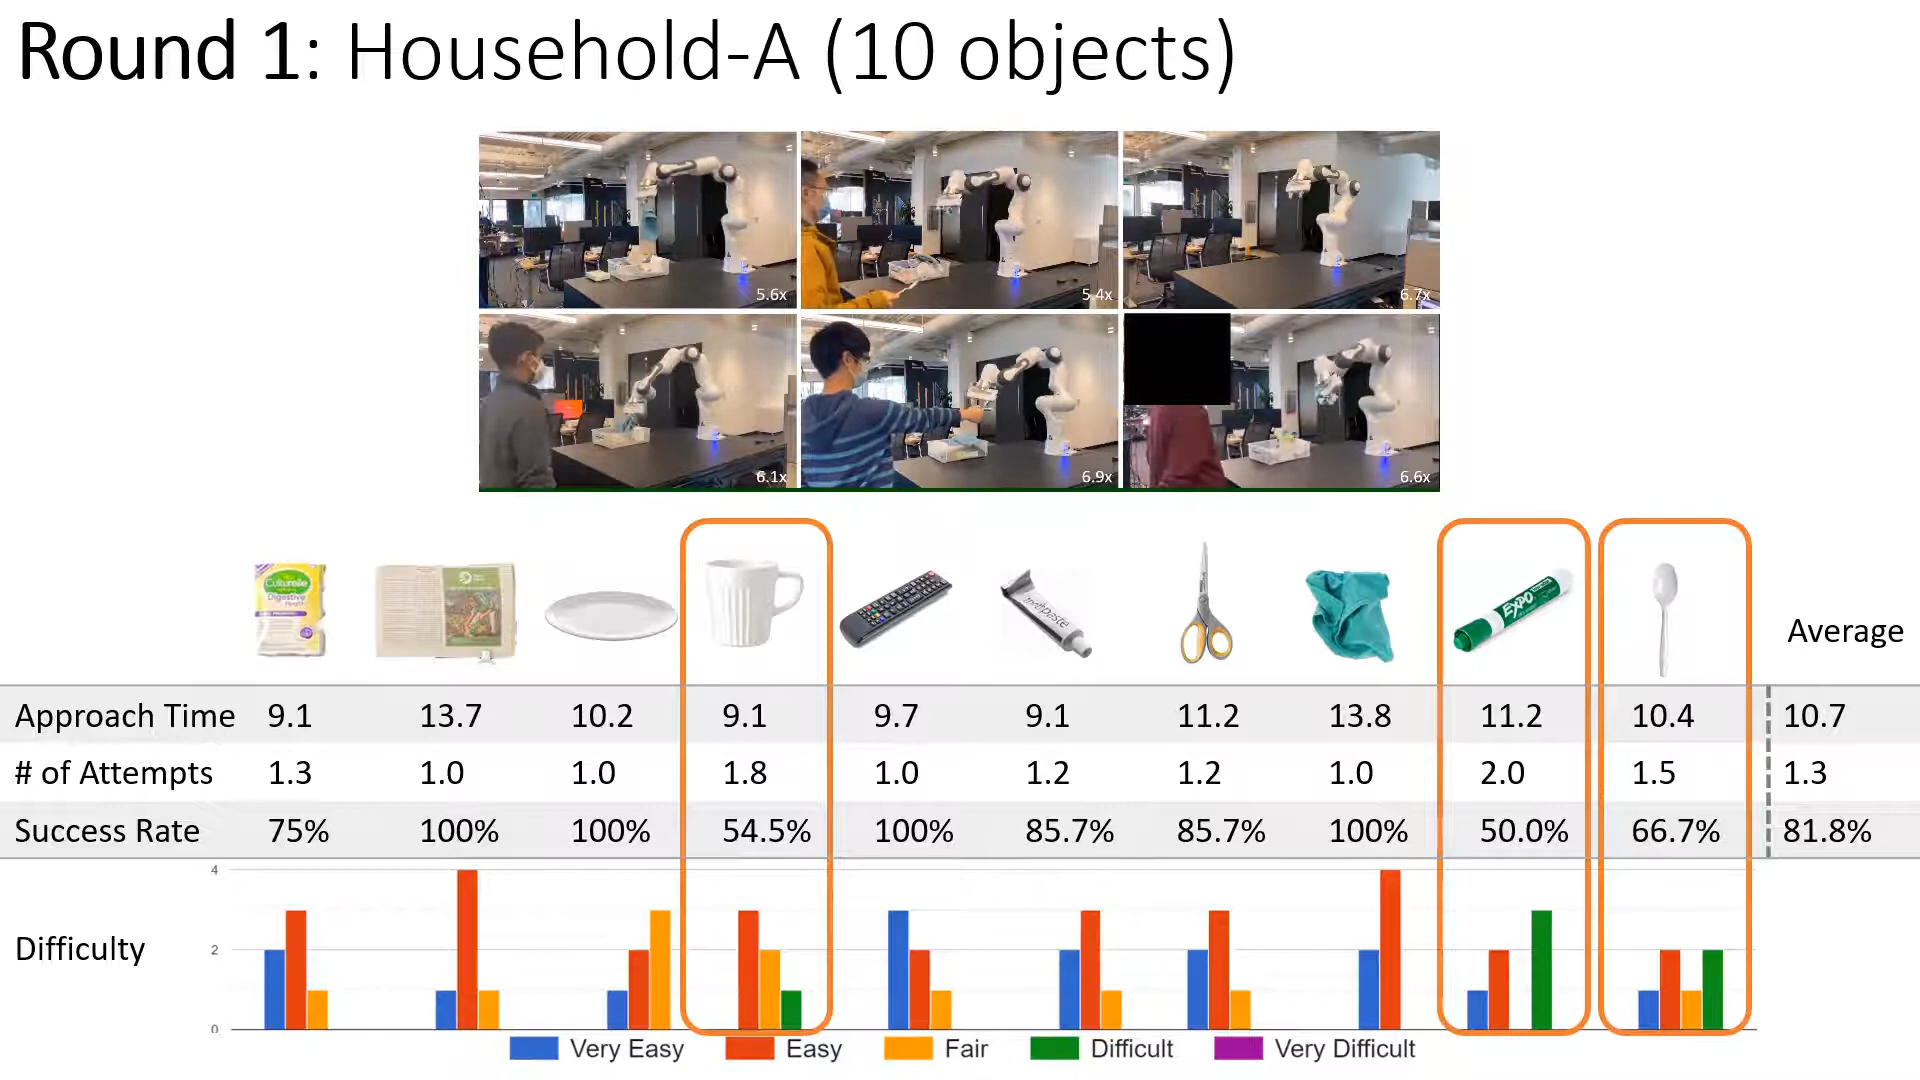 Round 1: Household-A (10 objects)
5.6x
5.4x
6.7x
6.1x
6.9x
6.6x
Culturelle
Digestive
Health
toothpaste
EXPO
Average
Approach Time 9.1 13.7 10.2 9.1 9.7 9.1 11.2 13.8 11.2 10.4 10.7
# of Attempts 1.3 1.0 1.0 1.8 1.0 1.2 1.2 1.0 2.0 1.5 1.3
Success Rate 75% 100% 100% 54.5% 100% 85.7% 85.7% 100% 50.0% 66.7% 81.8%
4
Difficulty 2
0
Very Easy Easy Fair Difficult Very Difficult